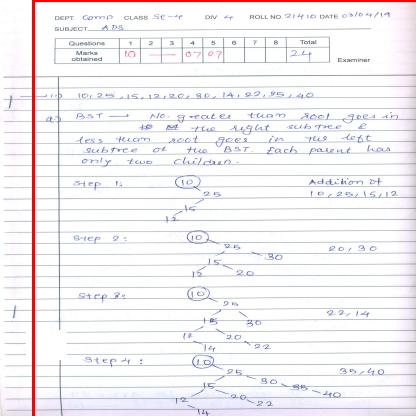 DEPT Comp CLASS SE-4 DIV 4 ROLL NO. 21410 DATE 03/04/19
SUBJECT ADS
Questions 1 2 3 4 5 6 7 8 Total
Marks obtained 10 — 07 07 24
Examiner
10, 25, 15, 12, 20, 30, 14, 22, 35, 40
a) BST → No. greater than root goes in
the right subtree &
less than root goes in the left
subtree of the BST. Each parent has
only two children.
Step 1: 10 Addition of
25 10, 25, 15, 12
15
12
Step 2: 10
25 20, 30
15 30
12 20
Step 3: 10
25 22, 14
15 30
12 20
14 22
Step 4: 10 35, 40
25
15 30 35 40
12 20 22
14